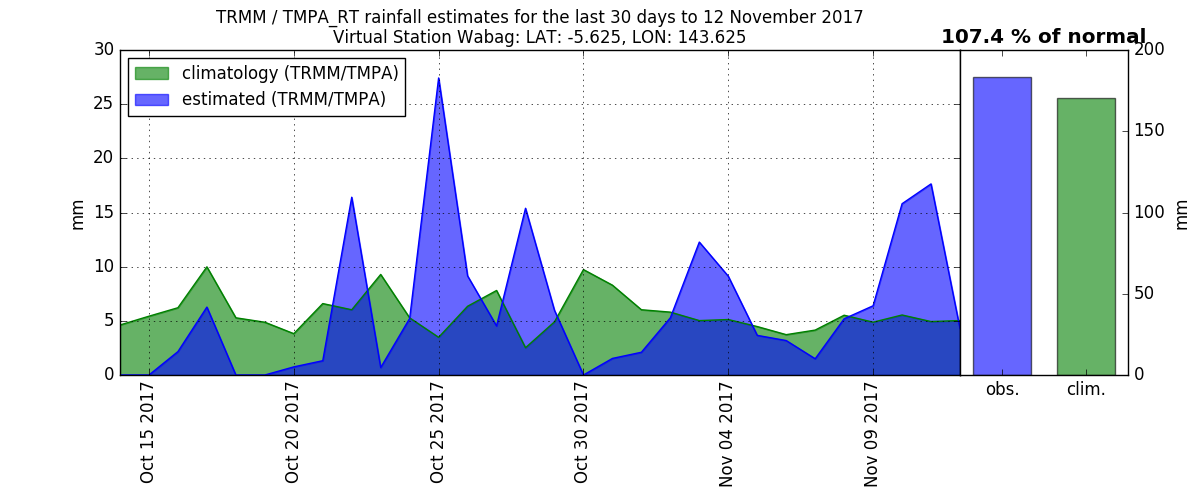 TRMM / TMPA_RT rainfall estimates for the last 30 days to 12 November 2017
Virtual Station Wabag: LAT: -5.625, LON: 143.625
107.4 % of normal
climatology (TRMM/TMPA)
estimated (TRMM/TMPA)
30
25
20
15
10
5
0
mm
Oct 15 2017
Oct 20 2017
Oct 25 2017
Oct 30 2017
Nov 04 2017
Nov 09 2017
obs.
clim.
200
150
100
50
0
mm